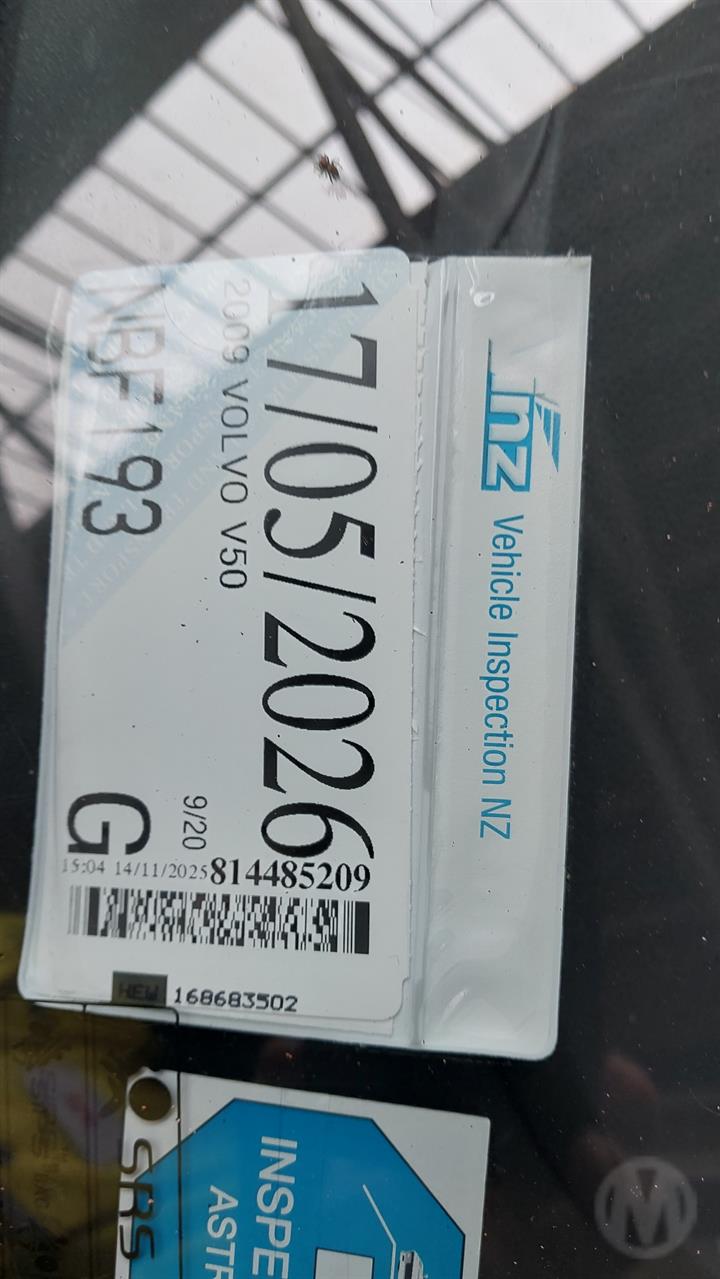 nz Vehicle Inspection NZ
17/05/2026
2009 VOLVO V50
9/20
NBF193
G
15:04 14/11/2025 814485209
168683502
INSPE
ASTR
SRS
M